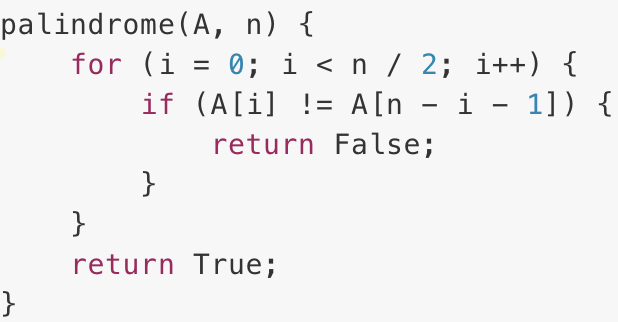 palindrome(A, n) {
    for (i = 0; i < n / 2; i++) {
        if (A[i] != A[n − i − 1]) {
            return False;
        }
    }
    return True;
}